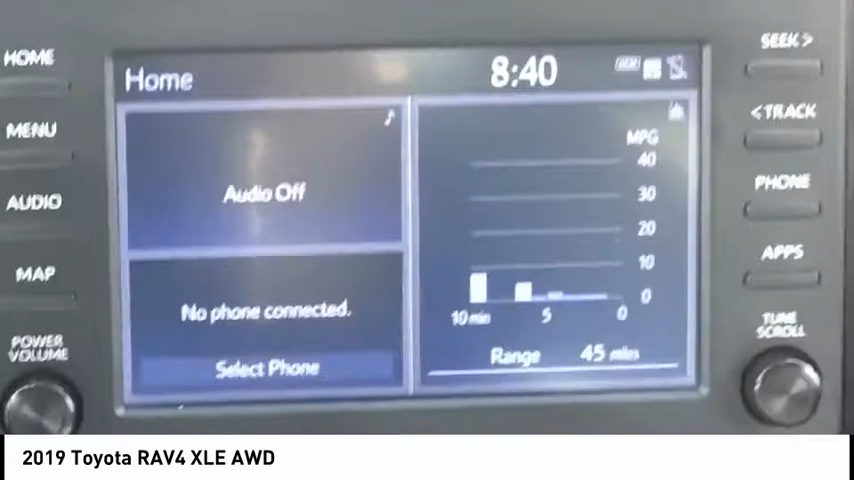 HOME
MENU
AUDIO
MAP
POWER
VOLUME
Home
8:40
Audio Off
No phone connected.
Select Phone
MPG
40
30
20
10
0
10 min
5
0
Range 45 miles
SEEK >
< TRACK
PHONE
APPS
TUNE
SCROLL
2019 Toyota RAV4 XLE AWD